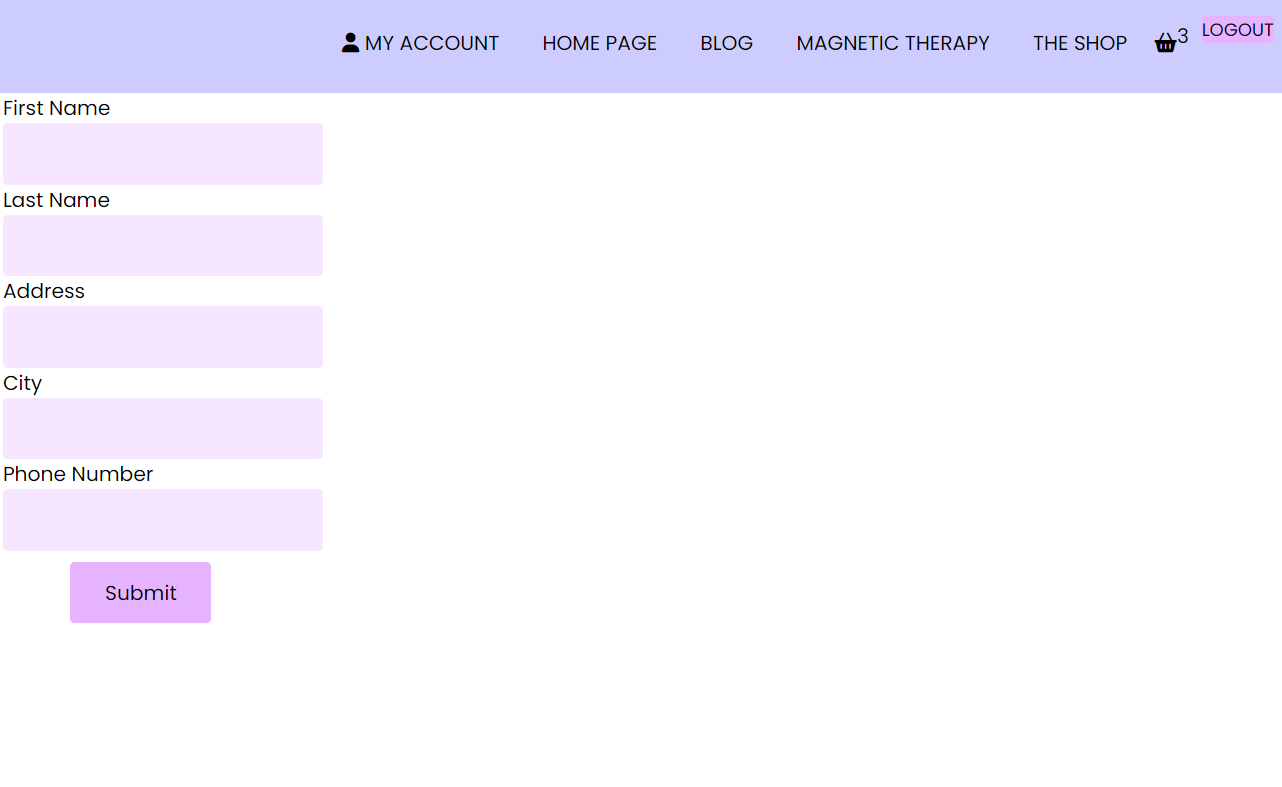 MY ACCOUNT HOME PAGE BLOG MAGNETIC THERAPY THE SHOP 3 LOGOUT
First Name
Last Name
Address
City
Phone Number
Submit